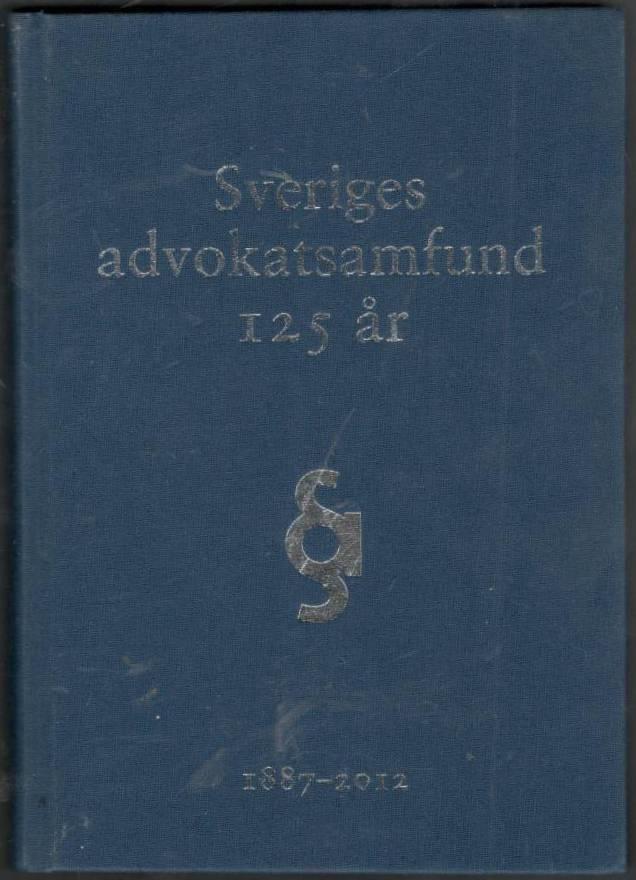 Sveriges
advokatsamfund
125 år
1887–2012